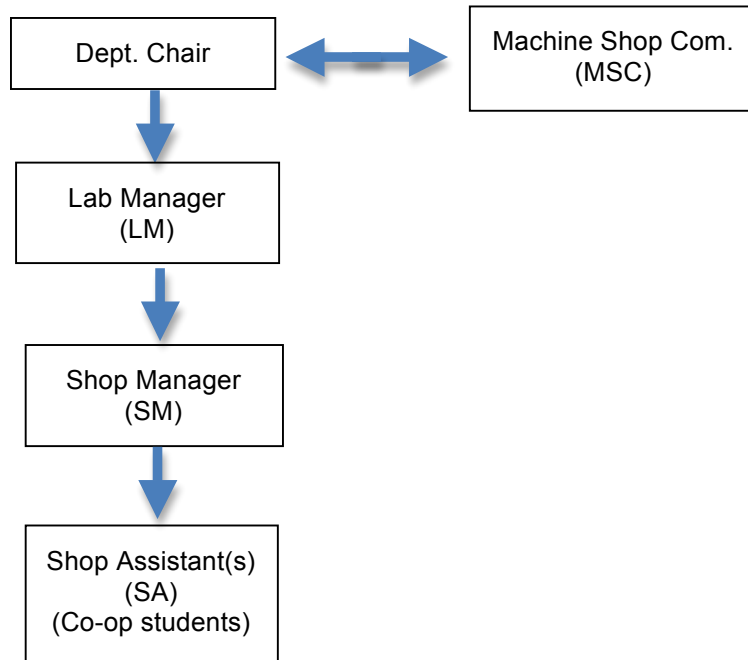 Dept. Chair
Machine Shop Com.
(MSC)
Lab Manager
(LM)
Shop Manager
(SM)
Shop Assistant(s)
(SA)
(Co-op students)